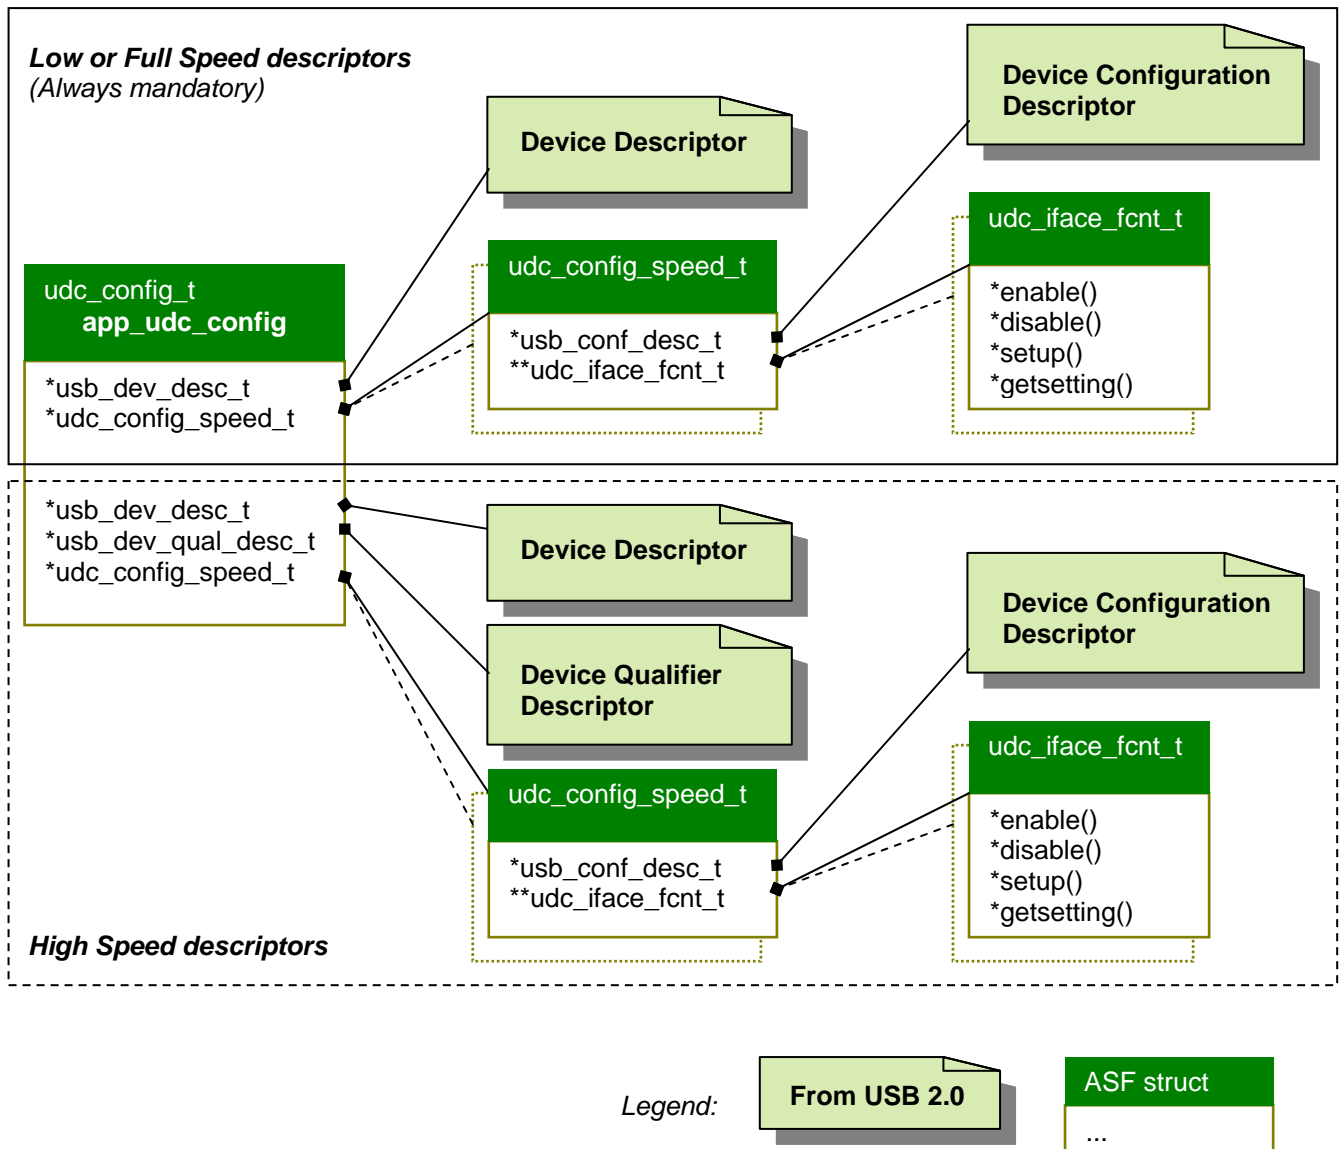 Low or Full Speed descriptors
(Always mandatory)
Device Descriptor
Device Configuration
Descriptor
udc_config_t
app_udc_config
*usb_dev_desc_t
*udc_config_speed_t
udc_config_speed_t
*usb_conf_desc_t
**udc_iface_fcnt_t
udc_iface_fcnt_t
*enable()
*disable()
*setup()
*getsetting()
*usb_dev_desc_t
*usb_dev_qual_desc_t
*udc_config_speed_t
Device Descriptor
Device Qualifier
Descriptor
Device Configuration
Descriptor
udc_config_speed_t
*usb_conf_desc_t
**udc_iface_fcnt_t
udc_iface_fcnt_t
*enable()
*disable()
*setup()
*getsetting()
High Speed descriptors
Legend:
From USB 2.0
ASF struct
...